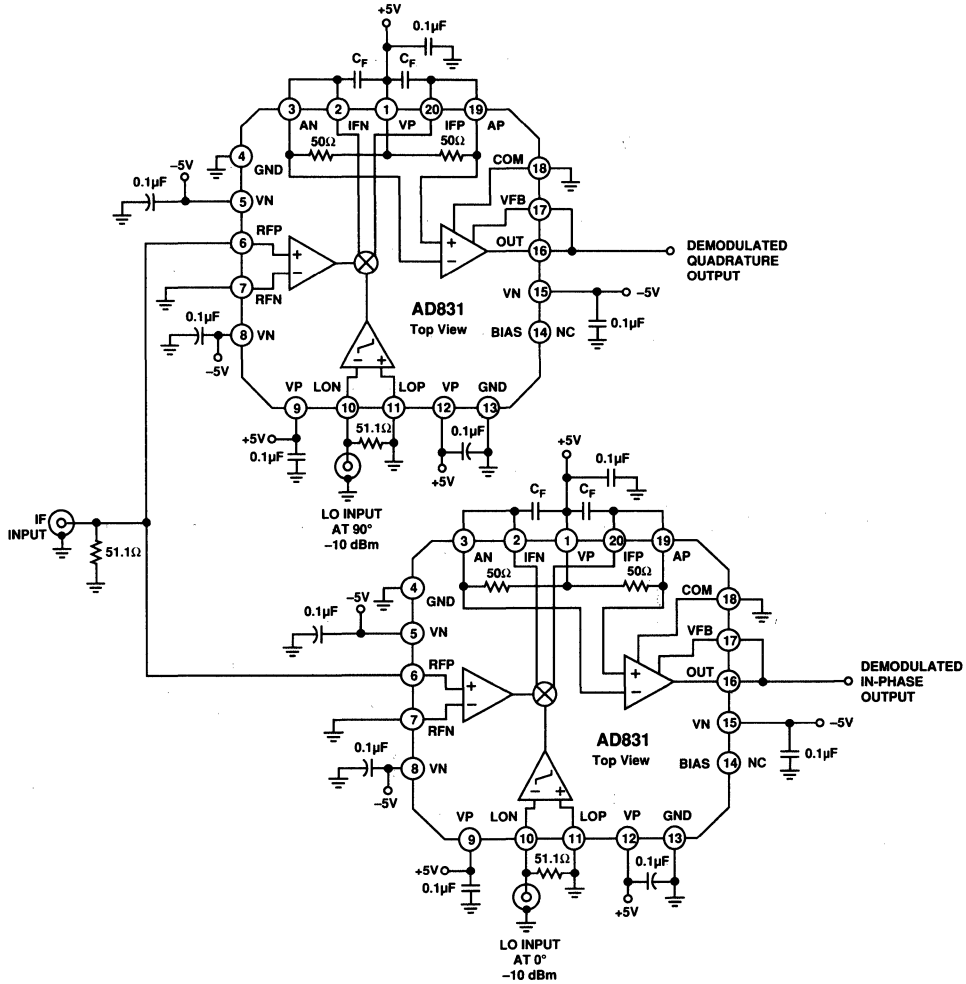 +5V
0.1µF
CF CF
3 2 1 20 19
AN IFN VP IFP AP
50Ω 50Ω
COM 18
4 GND
–5V
0.1µF
5 VN
VFB 17
RFP
6
OUT 16
DEMODULATED
QUADRATURE
OUTPUT
+ –
+ –
7
RFN
VN 15 –5V
AD831
Top View
0.1µF
0.1µF
8 VN
BIAS 14 NC
–5V
– +
VP LON LOP VP GND
9 10 11 12 13
51.1Ω
0.1µF
+5V
0.1µF
+5V
LO INPUT
AT 90°
–10 dBm
IF
INPUT
51.1Ω
+5V
0.1µF
CF CF
3 2 1 20 19
AN IFN VP IFP AP
50Ω 50Ω
COM 18
4 GND
–5V
0.1µF
5 VN
VFB 17
RFP
6
OUT 16
DEMODULATED
IN-PHASE
OUTPUT
+ –
+ –
7
RFN
VN 15 –5V
AD831
Top View
0.1µF
0.1µF
8 VN
BIAS 14 NC
–5V
– +
VP LON LOP VP GND
9 10 11 12 13
51.1Ω
0.1µF
+5V
0.1µF
+5V
LO INPUT
AT 0°
–10 dBm